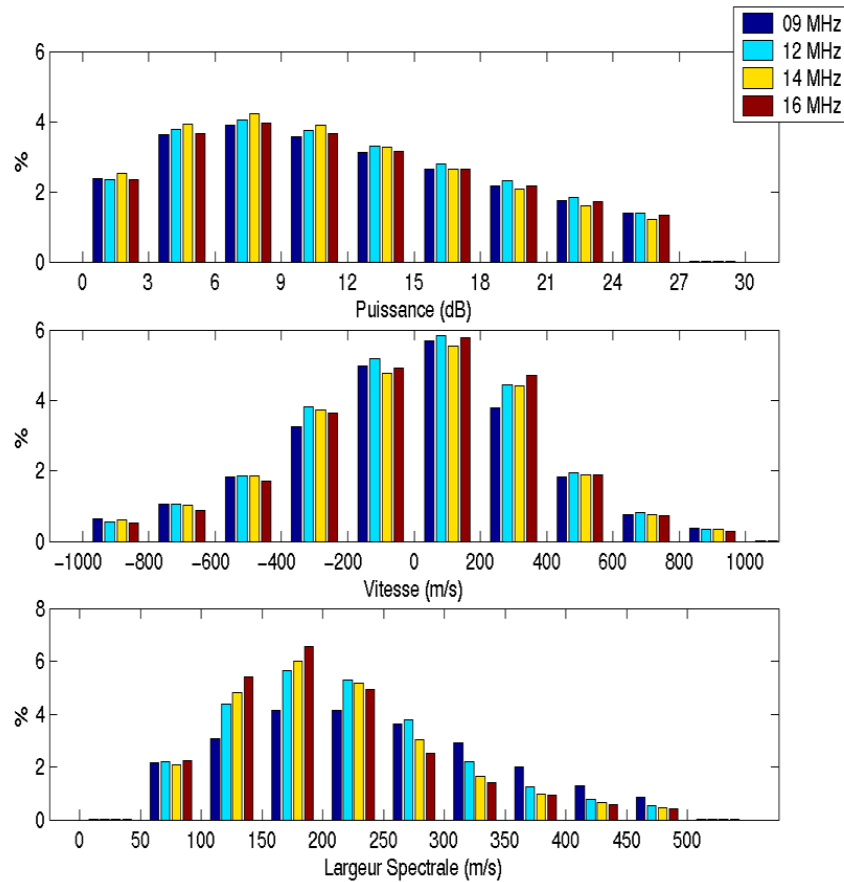 09 MHz
12 MHz
14 MHz
16 MHz
6
4
2
0
%
0 3 6 9 12 15 18 21 24 27 30
Puissance (dB)
6
4
2
0
%
−1000 −800 −600 −400 −200 0 200 400 600 800 1000
Vitesse (m/s)
8
6
4
2
0
%
0 50 100 150 200 250 300 350 400 450 500
Largeur Spectrale (m/s)